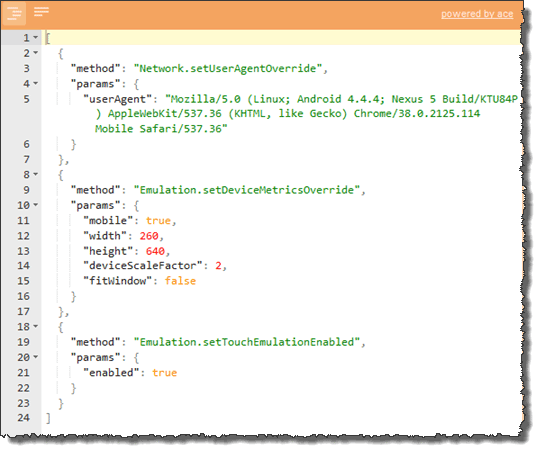 powered by ace
1 [
2 {
3 "method": "Network.setUserAgentOverride",
4 "params": {
5 "userAgent": "Mozilla/5.0 (Linux; Android 4.4.4; Nexus 5 Build/KTU84P
) AppleWebKit/537.36 (KHTML, like Gecko) Chrome/38.0.2125.114
Mobile Safari/537.36"
6 }
7 },
8 {
9 "method": "Emulation.setDeviceMetricsOverride",
10 "params": {
11 "mobile": true,
12 "width": 260,
13 "height": 640,
14 "deviceScaleFactor": 2,
15 "fitWindow": false
16 }
17 },
18 {
19 "method": "Emulation.setTouchEmulationEnabled",
20 "params": {
21 "enabled": true
22 }
23 }
24 ]